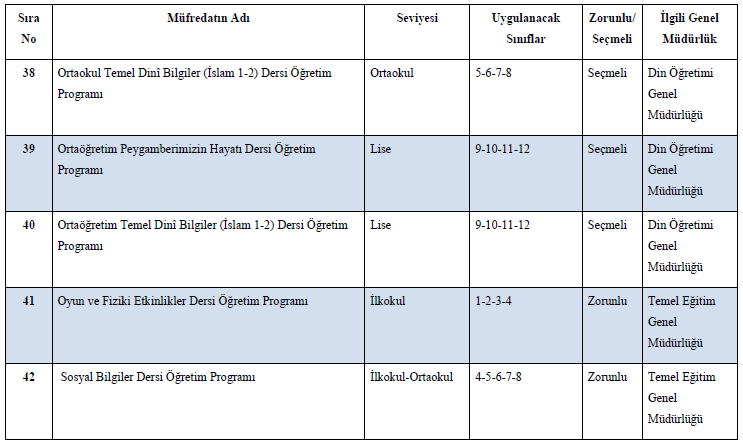 Sıra No	Müfredatın Adı	Seviyesi	Uygulanacak Sınıflar	Zorunlu/ Seçmeli	İlgili Genel Müdürlük
38	Ortaokul Temel Dinî Bilgiler (İslam 1-2) Dersi Öğretim Programı	Ortaokul	5-6-7-8	Seçmeli	Din Öğretimi Genel Müdürlüğü
39	Ortaöğretim Peygamberimizin Hayatı Dersi Öğretim Programı	Lise	9-10-11-12	Seçmeli	Din Öğretimi Genel Müdürlüğü
40	Ortaöğretim Temel Dinî Bilgiler (İslam 1-2) Dersi Öğretim Programı	Lise	9-10-11-12	Seçmeli	Din Öğretimi Genel Müdürlüğü
41	Oyun ve Fiziki Etkinlikler Dersi Öğretim Programı	İlkokul	1-2-3-4	Zorunlu	Temel Eğitim Genel Müdürlüğü
42	Sosyal Bilgiler Dersi Öğretim Programı	İlkokul-Ortaokul	4-5-6-7-8	Zorunlu	Temel Eğitim Genel Müdürlüğü